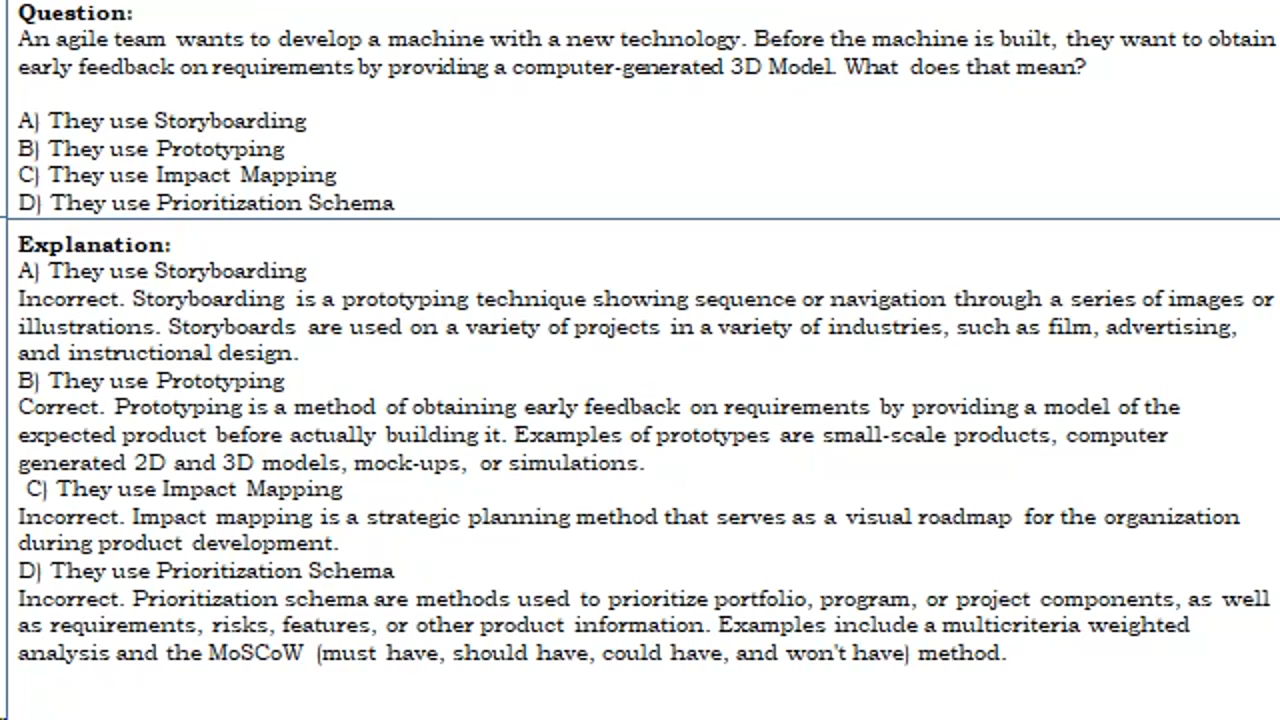 Question:
An agile team wants to develop a machine with a new technology. Before the machine is built, they want to obtain
early feedback on requirements by providing a computer-generated 3D Model. What does that mean?
A) They use Storyboarding
B) They use Prototyping
C) They use Impact Mapping
D) They use Prioritization Schema
Explanation:
A) They use Storyboarding
Incorrect. Storyboarding is a prototyping technique showing sequence or navigation through a series of images or
illustrations. Storyboards are used on a variety of projects in a variety of industries, such as film, advertising,
and instructional design.
B) They use Prototyping
Correct. Prototyping is a method of obtaining early feedback on requirements by providing a model of the
expected product before actually building it. Examples of prototypes are small-scale products, computer
generated 2D and 3D models, mock-ups, or simulations.
C) They use Impact Mapping
Incorrect. Impact mapping is a strategic planning method that serves as a visual roadmap for the organization
during product development.
D) They use Prioritization Schema
Incorrect. Prioritization schema are methods used to prioritize portfolio, program, or project components, as well
as requirements, risks, features, or other product information. Examples include a multicriteria weighted
analysis and the MoSCoW (must have, should have, could have, and won't have) method.